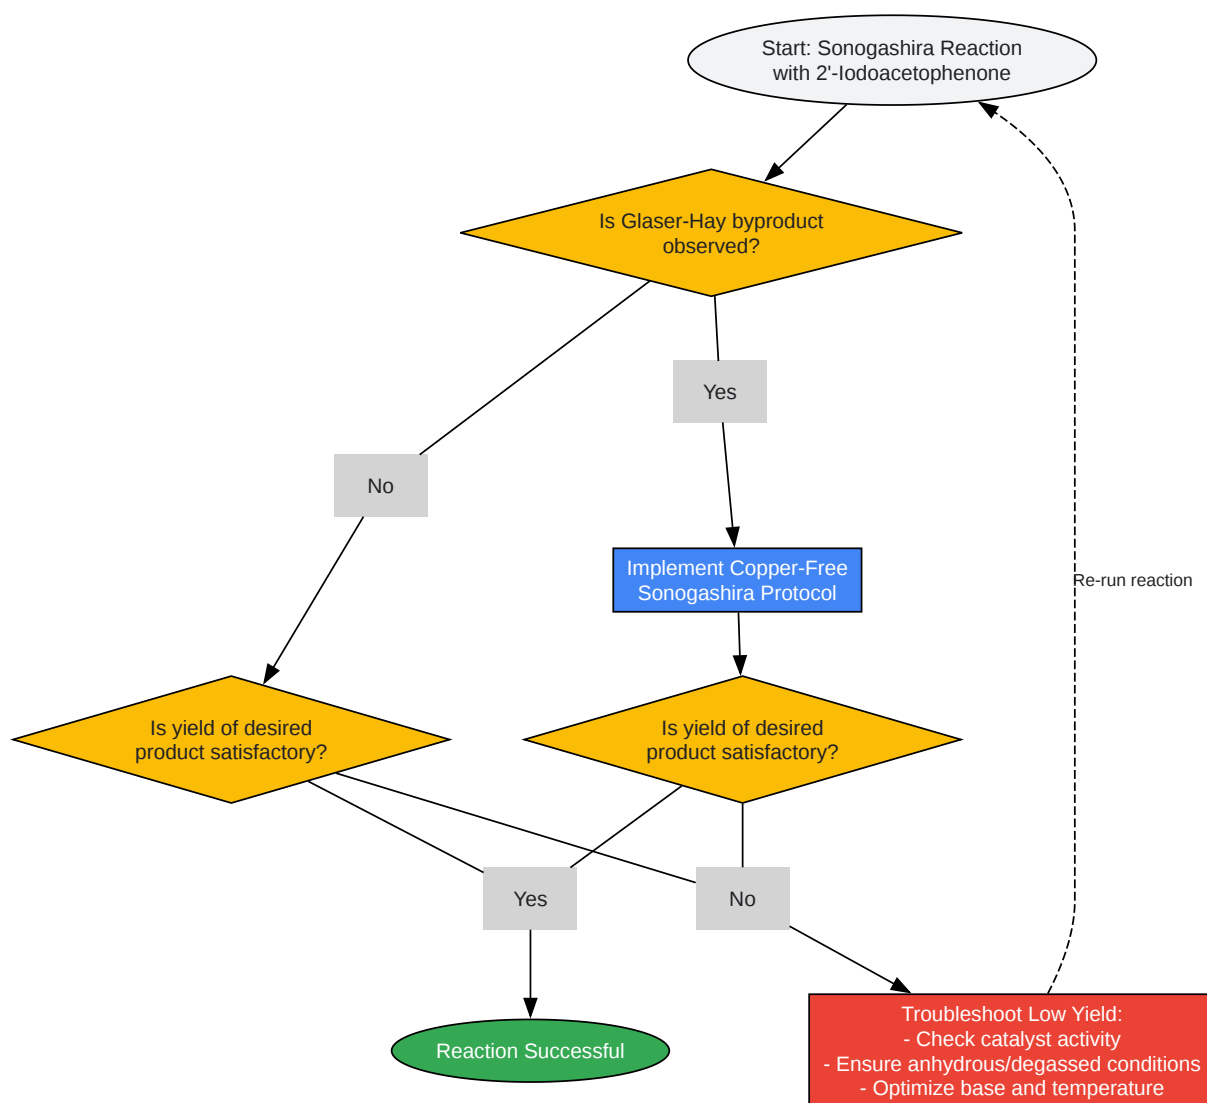 Start: Sonogashira Reaction
with 2'-Iodoacetophenone
Is Glaser-Hay byproduct
observed?
Yes
No
Implement Copper-Free
Sonogashira Protocol
Re-run reaction
Is yield of desired
product satisfactory?
Is yield of desired
product satisfactory?
Yes
No
Reaction Successful
Troubleshoot Low Yield:
- Check catalyst activity
- Ensure anhydrous/degassed conditions
- Optimize base and temperature